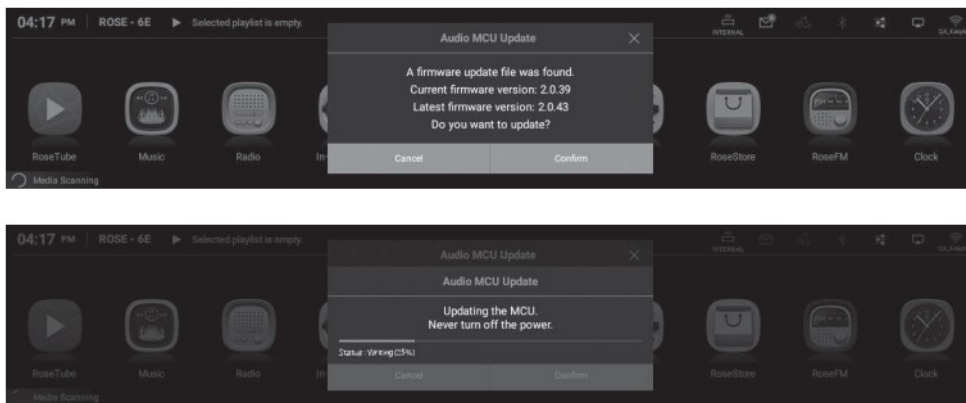 04:17 PM ROSE - 6E Selected playlist is empty.
INTERNAL
Audio MCU Update
A firmware update file was found.
Current firmware version: 2.0.39
Latest firmware version: 2.0.43
Do you want to update?
Cancel Confirm
RoseTube Music Radio RoseStore RoseFM Clock
Media Scanning
04:17 PM ROSE - 6E Selected playlist is empty.
INTERNAL
Audio MCU Update
Audio MCU Update
Updating the MCU.
Never turn off the power.
Status : Writing(25%)
Cancel Confirm
RoseTube Music Radio RoseStore RoseFM Clock
Media Scanning